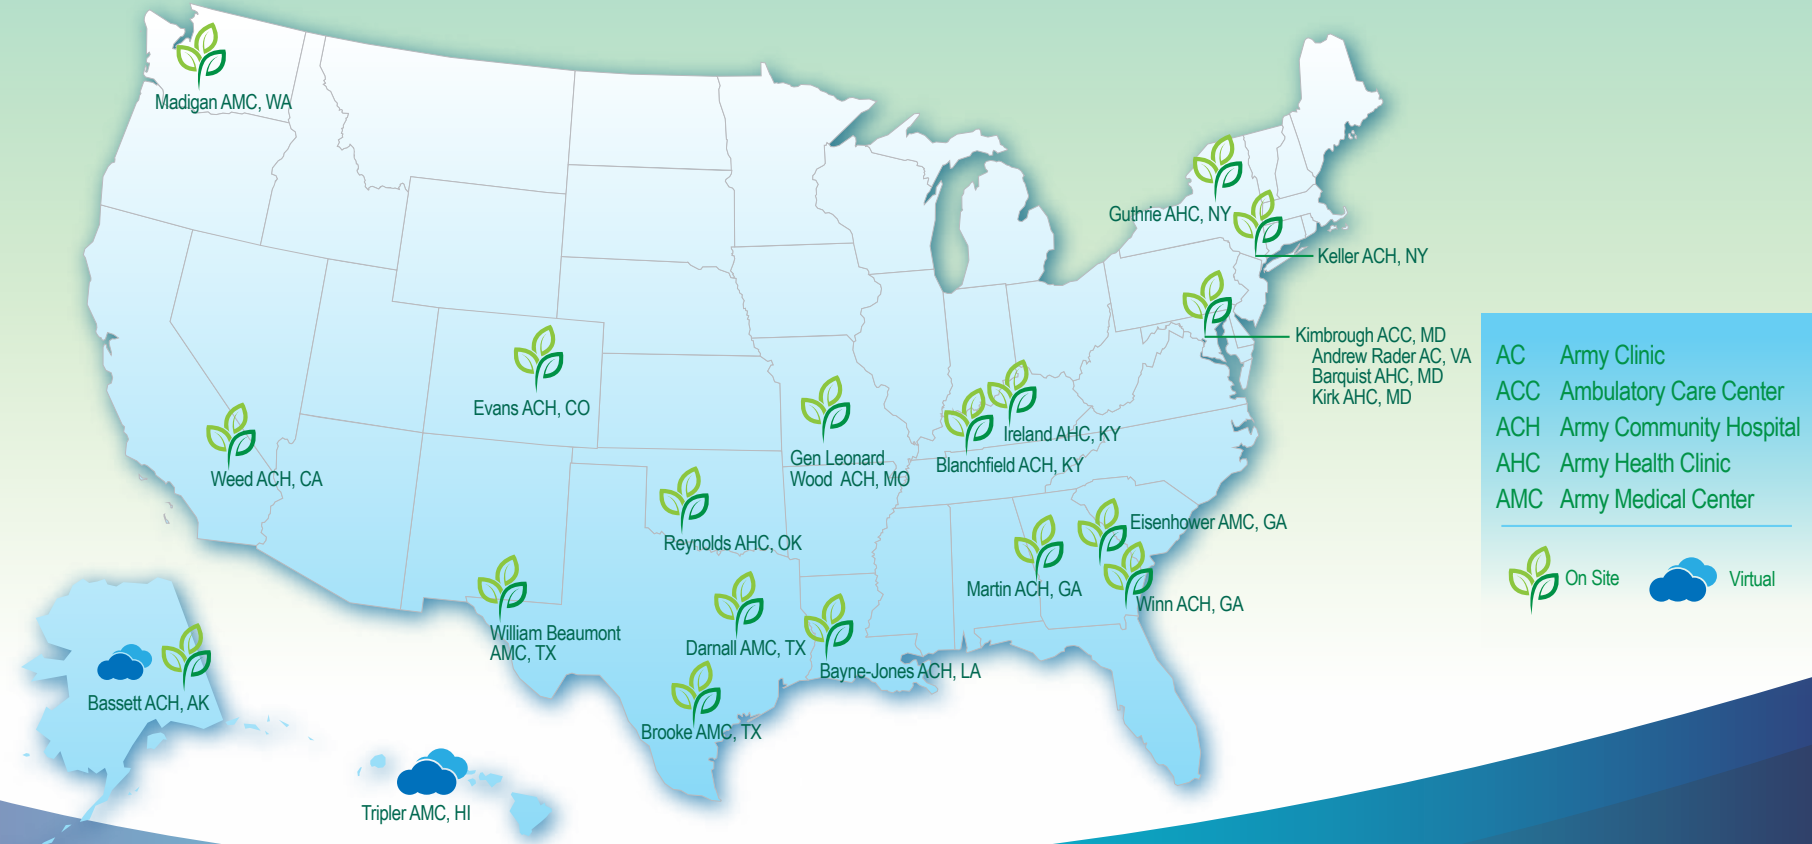 Madigan AMC, WA
Guthrie AHC, NY
Keller ACH, NY
Kimbrough ACC, MD
Andrew Rader AC, VA
Barquist AHC, MD
Kirk AHC, MD
Evans ACH, CO
Weed ACH, CA
Gen Leonard
Wood ACH, MO
Ireland AHC, KY
Blanchfield ACH, KY
Reynolds AHC, OK
Eisenhower AMC, GA
Martin ACH, GA
Winn ACH, GA
William Beaumont
AMC, TX
Darnall AMC, TX
Bayne-Jones ACH, LA
Brooke AMC, TX
Bassett ACH, AK
Tripler AMC, HI
AC Army Clinic
ACC Ambulatory Care Center
ACH Army Community Hospital
AHC Army Health Clinic
AMC Army Medical Center
On Site
Virtual